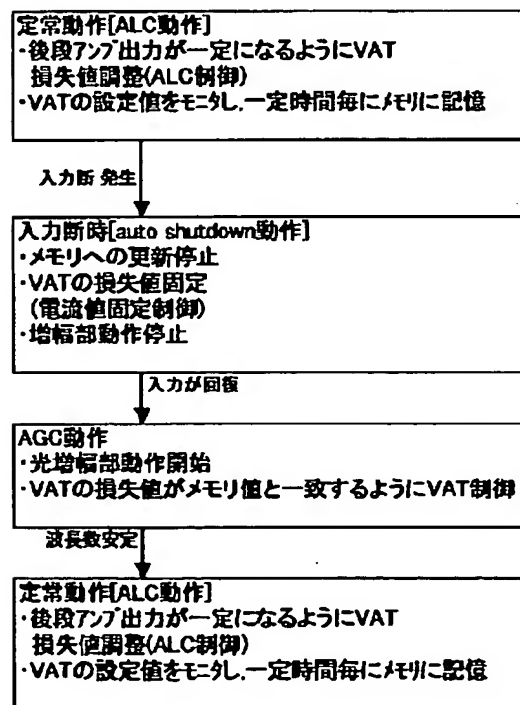 定常動作[ALC動作]
・後段アンプ出力が一定になるようにVAT
損失値調整(ALC制御)
・VATの設定値をモニタし,一定時間毎にメモリに記憶
入力断 発生
入力断時[auto shutdown動作]
・メモリへの更新停止
・VATの損失値固定
(電流値固定制御)
・増幅部動作停止
入力が回復
AGC動作
・光増幅部動作開始
・VATの損失値がメモリ値と一致するようにVAT制御
波長数安定
定常動作[ALC動作]
・後段アンプ出力が一定になるようにVAT
損失値調整(ALC制御)
・VATの設定値をモニタし,一定時間毎にメモリに記憶